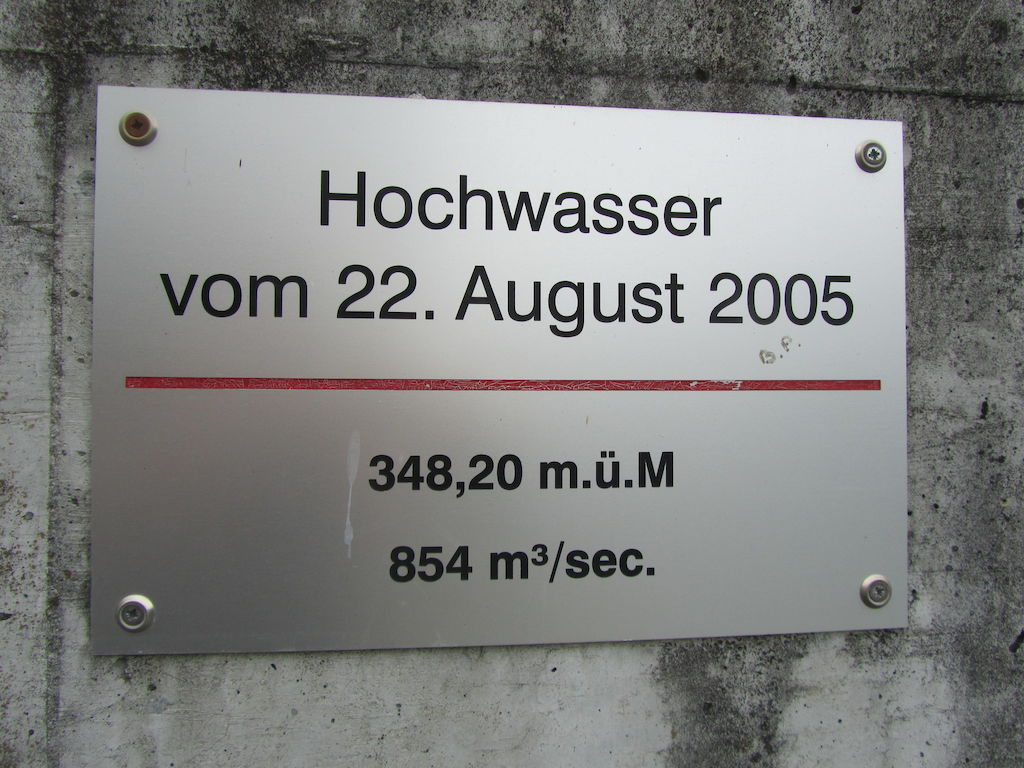 Hochwasser
vom 22. August 2005
348,20 m.ü.M
854 m³/sec.